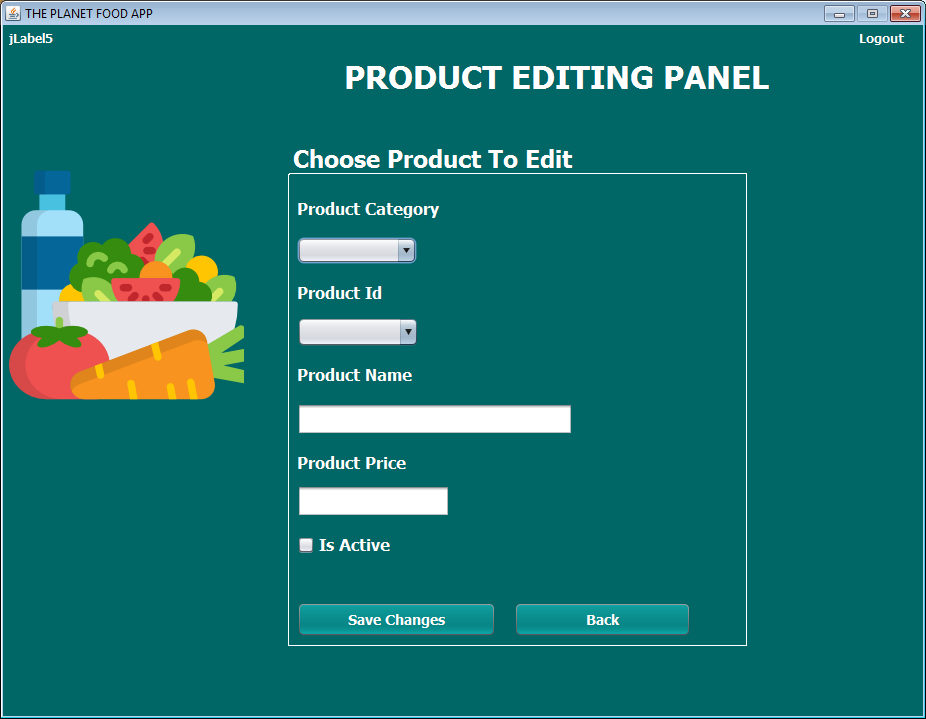 THE PLANET FOOD APP
jLabel5
Logout
PRODUCT EDITING PANEL
Choose Product To Edit
Product Category
Product Id
Product Name
Product Price
Is Active
Save Changes
Back